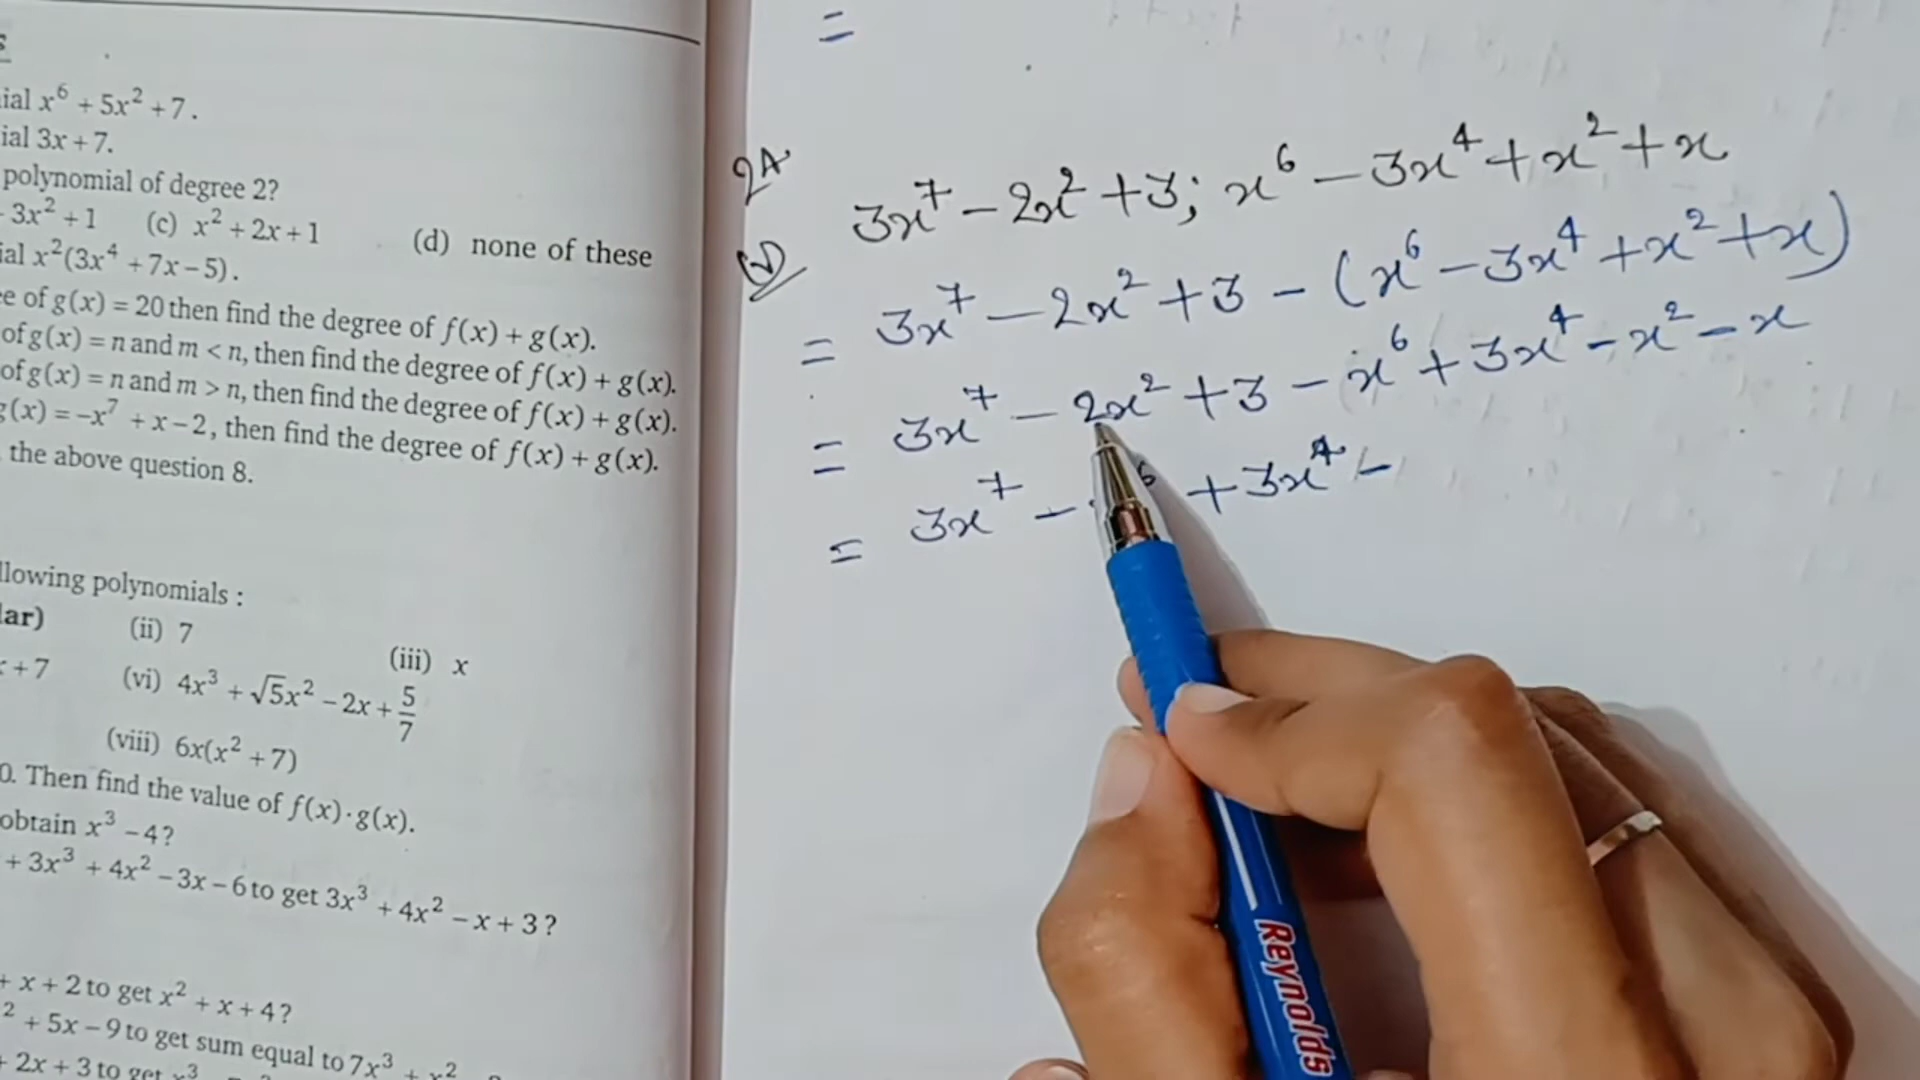 s
ial x⁶ + 5x² + 7.
ial 3x + 7.
polynomial of degree 2?
3x² + 1 (c) x² + 2x + 1 (d) none of these
ial x²(3x⁴ + 7x − 5).
e of g(x) = 20 then find the degree of f(x) + g(x).
of g(x) = n and m < n, then find the degree of f(x) + g(x).
of g(x) = n and m > n, then find the degree of f(x) + g(x).
g(x) = −x⁷ + x − 2, then find the degree of f(x) + g(x).
the above question 8.
llowing polynomials :
lar) (ii) 7 (iii) x
x + 7 (vi) 4x³ + √5x² − 2x + 5/7
(viii) 6x(x² + 7)
0. Then find the value of f(x)·g(x).
obtain x³ − 4?
+ 3x³ + 4x² − 3x − 6 to get 3x³ + 4x² − x + 3?
+ x + 2 to get x² + x + 4?
² + 5x − 9 to get sum equal to 7x³ + x²
+ 2x + 3 to get x³
=
2A 3x⁷ − 2x² + 3; x⁶ − 3x⁴ + x² + x
= 3x⁷ − 2x² + 3 − (x⁶ − 3x⁴ + x² + x)
= 3x⁷ − 2x² + 3 − x⁶ + 3x⁴ − x² − x
= 3x⁷ − ⁶ + 3x⁴ −
Reynolds